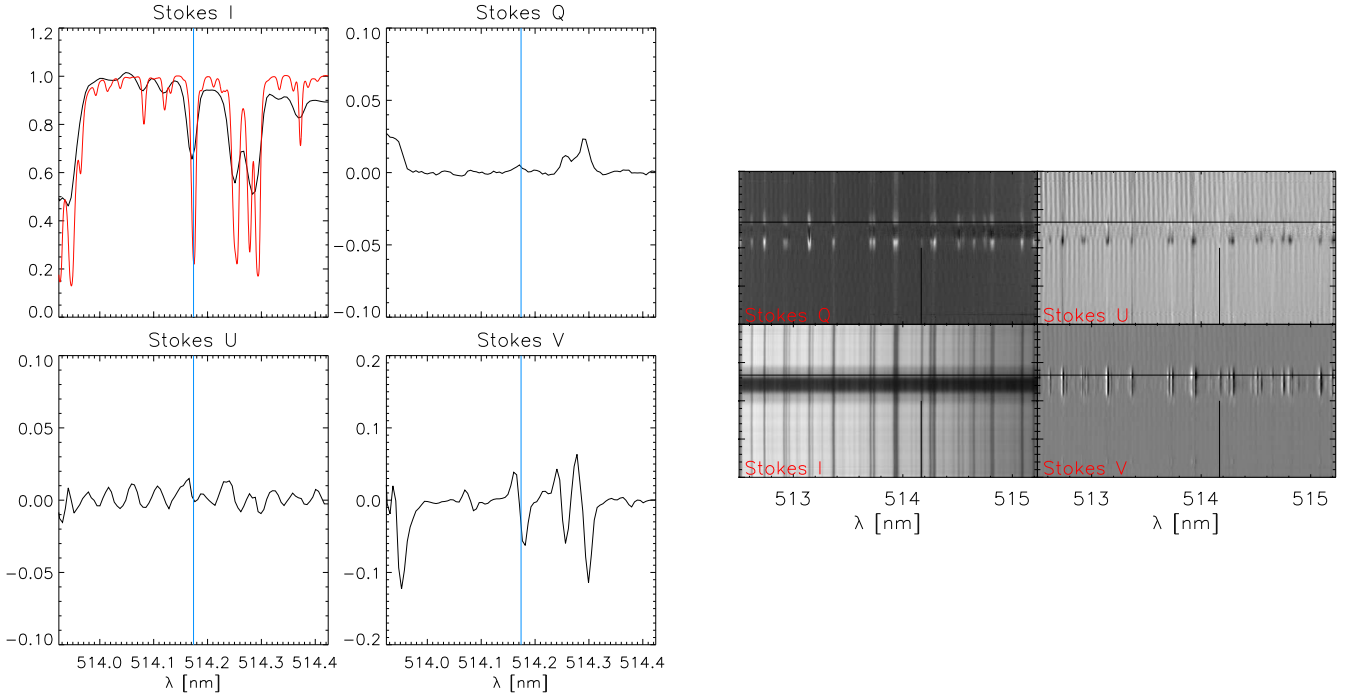 Stokes I
1.2
1.0
0.8
0.6
0.4
0.2
0.0
Stokes Q
0.10
0.05
0.00
−0.05
−0.10
Stokes U
0.10
0.05
0.00
−0.05
−0.10
514.0 514.1 514.2 514.3 514.4
λ [nm]
Stokes V
0.2
0.1
0.0
−0.1
−0.2
514.0 514.1 514.2 514.3 514.4
λ [nm]
Stokes Q
Stokes U
Stokes I
Stokes V
513 514 515
λ [nm]
513 514 515
λ [nm]